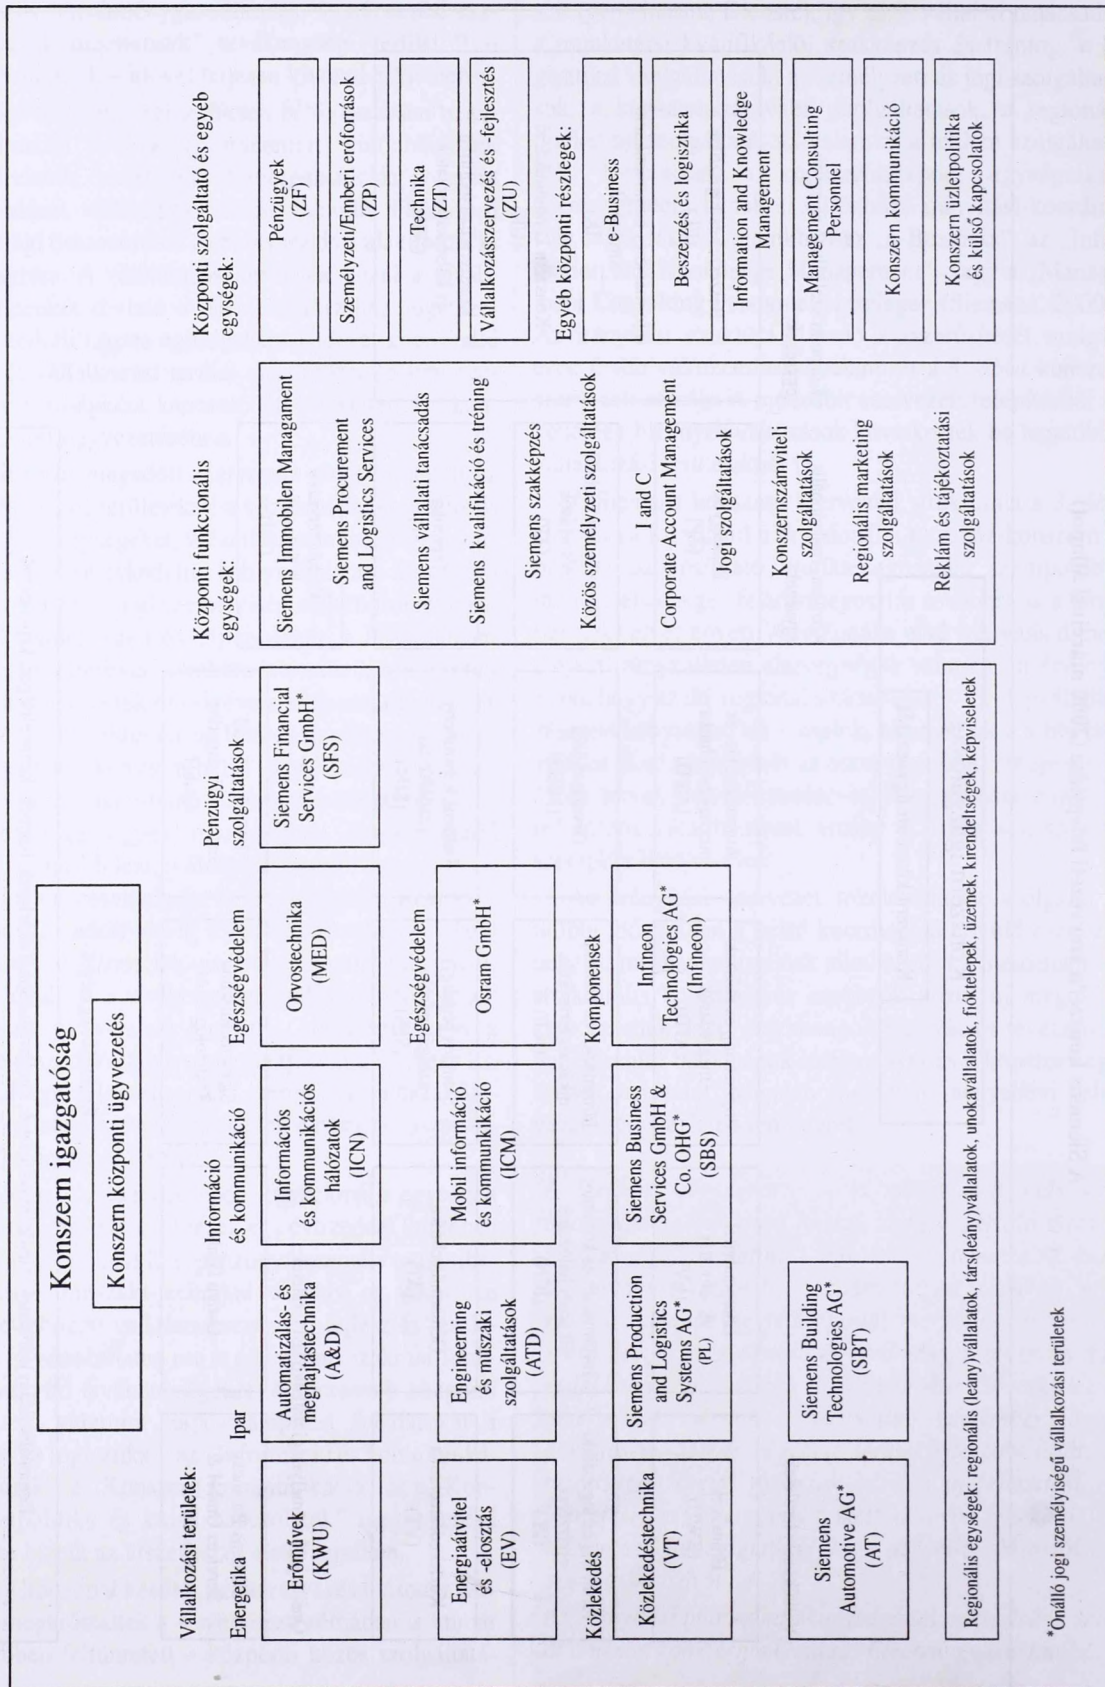 Konszern igazgatóság
Konszern központi ügyvezetés
Vállalkozási területek:
Energetika
Erőművek
(KWU)
Energiaátvitel
és -elosztás
(EV)
Közlekedés
Közlekedéstechnika
(VT)
Siemens
Automotive AG*
(AT)
Ipar
Automatizálás- és
meghajtástechnika
(A&D)
Engineerning
és műszaki
szolgáltatások
(ATD)
Siemens Production
and Logistics
Systems AG*
(PL)
Siemens Building
Technologies AG*
(SBT)
Információ
és kommunikáció
Információs
és kommunikációs
hálózatok
(ICN)
Mobil információ
és komunkikáció
(ICM)
Siemens Business
Services GmbH &
Co. OHG*
(SBS)
Egészségvédelem
Orvostechnika
(MED)
Egészségvédelem
Osram GmbH*
Komponensek
Infineon
Technologies AG*
(Infineon)
Pénzügyi
szolgáltatások
Siemens Financial
Services GmbH*
(SFS)
Központi funkcionális
egységek:
Siemens Immobilen Managament
Siemens Procurement
and Logistics Services
Siemens vállalati tanácsadás
Siemens kvalifikáció és tréning
Siemens szakképzés
Közös személyzeti szolgáltatások
I and C
Corporate Account Management
Jogi szolgáltatások
Konszernszámviteli
szolgáltatások
Regionális marketing
szolgáltatások
Reklám és tájékoztatási
szolgáltatások
Központi szolgáltató és egyéb
egységek:
Pénzügyek
(ZF)
Személyzeti/Emberi erőforrások
(ZP)
Technika
(ZT)
Vállalkozászervezés és -fejlesztés
(ZU)
Egyéb központi részlegek:
e-Business
Beszerzés és logisztika
Infomation and Knowledge
Management
Management Consulting
Personnel
Konszern kommunikáció
Konszern üzletpolitika
és külső kapcsolatok
Regionális egységek: regionális (leány)vállalatok, társ(leány)vállalatok, unokavállalatok, fióktelepek, üzemek, kirendeltségek, képviseletek
*Önálló jogi személyiségű vállalkozási területek